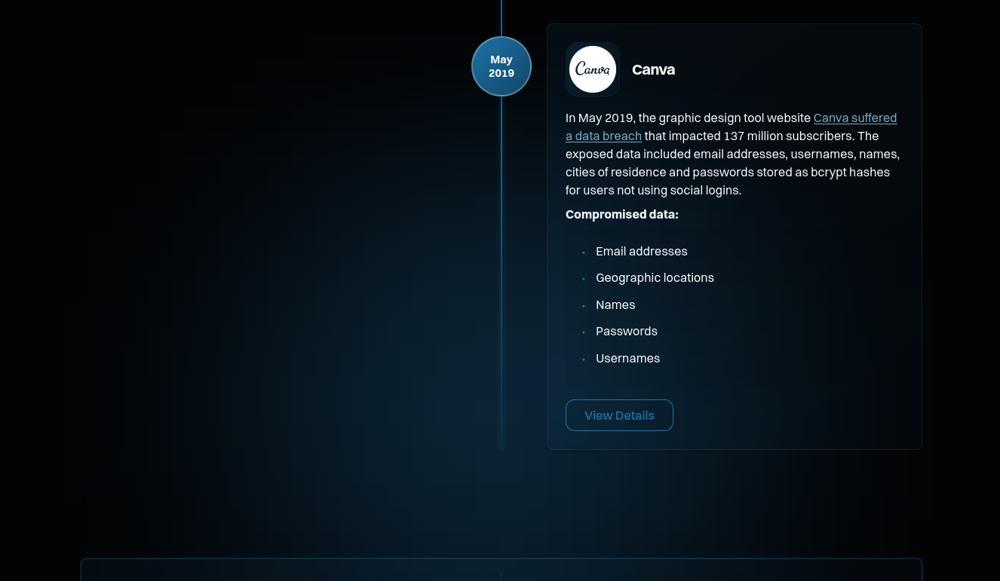 May
2019
Canva
Canva
In May 2019, the graphic design tool website Canva suffered
a data breach that impacted 137 million subscribers. The
exposed data included email addresses, usernames, names,
cities of residence and passwords stored as bcrypt hashes
for users not using social logins.
Compromised data:
• Email addresses
• Geographic locations
• Names
• Passwords
• Usernames
View Details